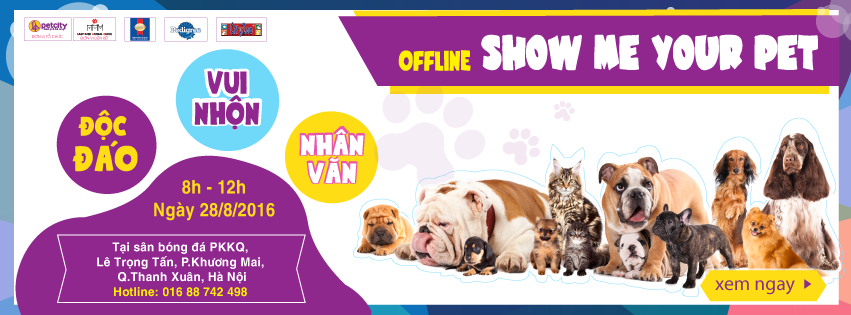 petcity
Pedigree
OFFLINE SHOW ME YOUR PET
VUI
NHỘN
ĐỘC
ĐÁO
NHÂN
VĂN
8h - 12h
Ngày 28/8/2016
Tại sân bóng đá PKKQ,
Lê Trọng Tấn, P.Khương Mai,
Q.Thanh Xuân, Hà Nội
Hotline: 016 88 742 498
xem ngay